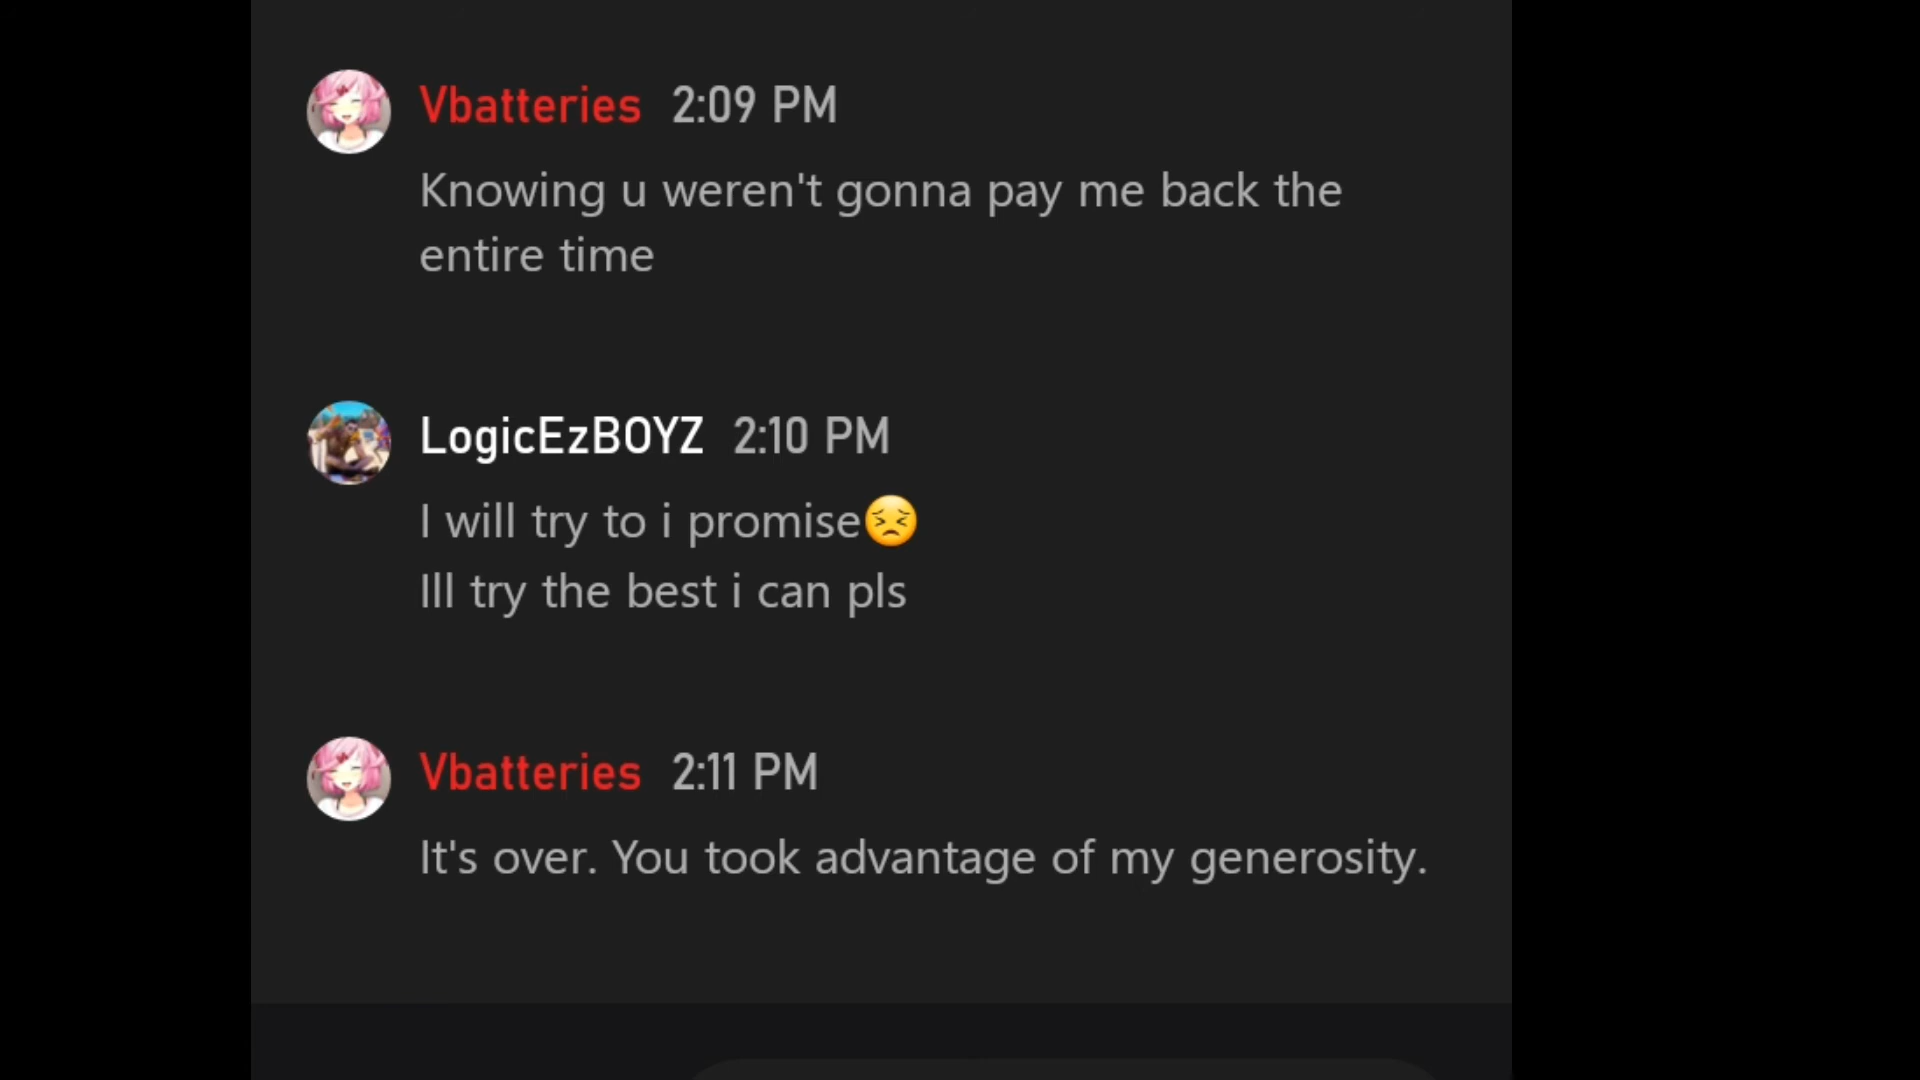 Vbatteries 2:09 PM
Knowing u weren't gonna pay me back the
entire time
LogicEzBOYZ 2:10 PM
I will try to i promise😣
Ill try the best i can pls
Vbatteries 2:11 PM
It's over. You took advantage of my generosity.